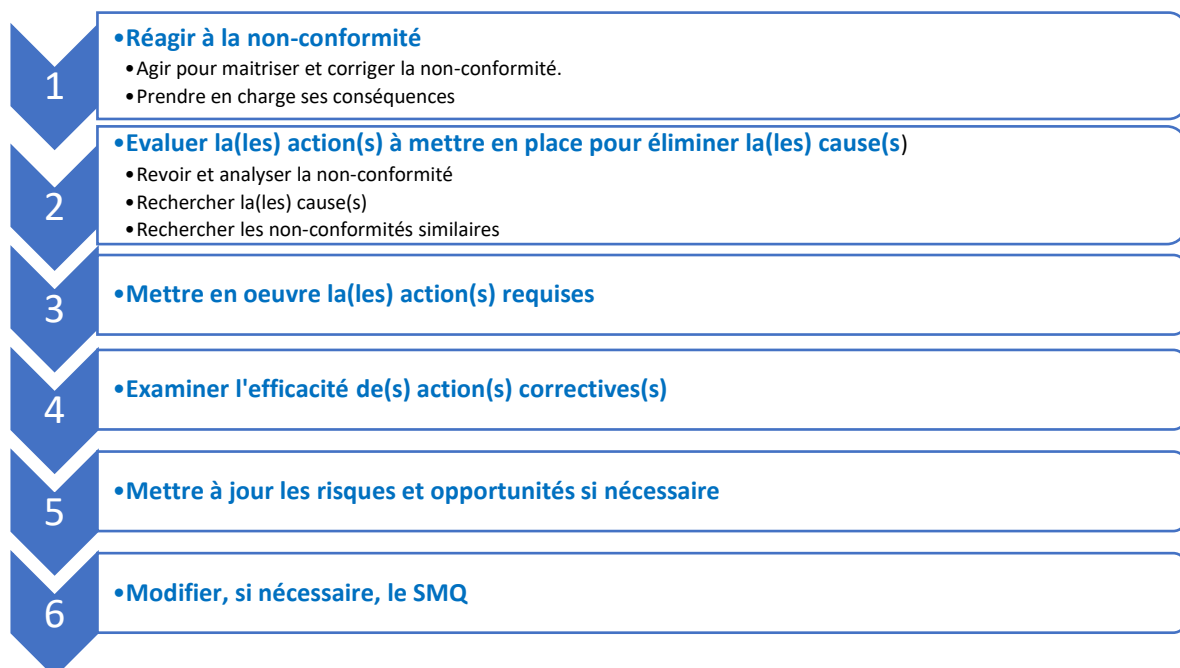 1
•Réagir à la non-conformité
•Agir pour maitriser et corriger la non-conformité.
•Prendre en charge ses conséquences
2
•Evaluer la(les) action(s) à mettre en place pour éliminer la(les) cause(s)
•Revoir et analyser la non-conformité
•Rechercher la(les) cause(s)
•Rechercher les non-conformités similaires
3
•Mettre en oeuvre la(les) action(s) requises
4
•Examiner l'efficacité de(s) action(s) correctives(s)
5
•Mettre à jour les risques et opportunités si nécessaire
6
•Modifier, si nécessaire, le SMQ